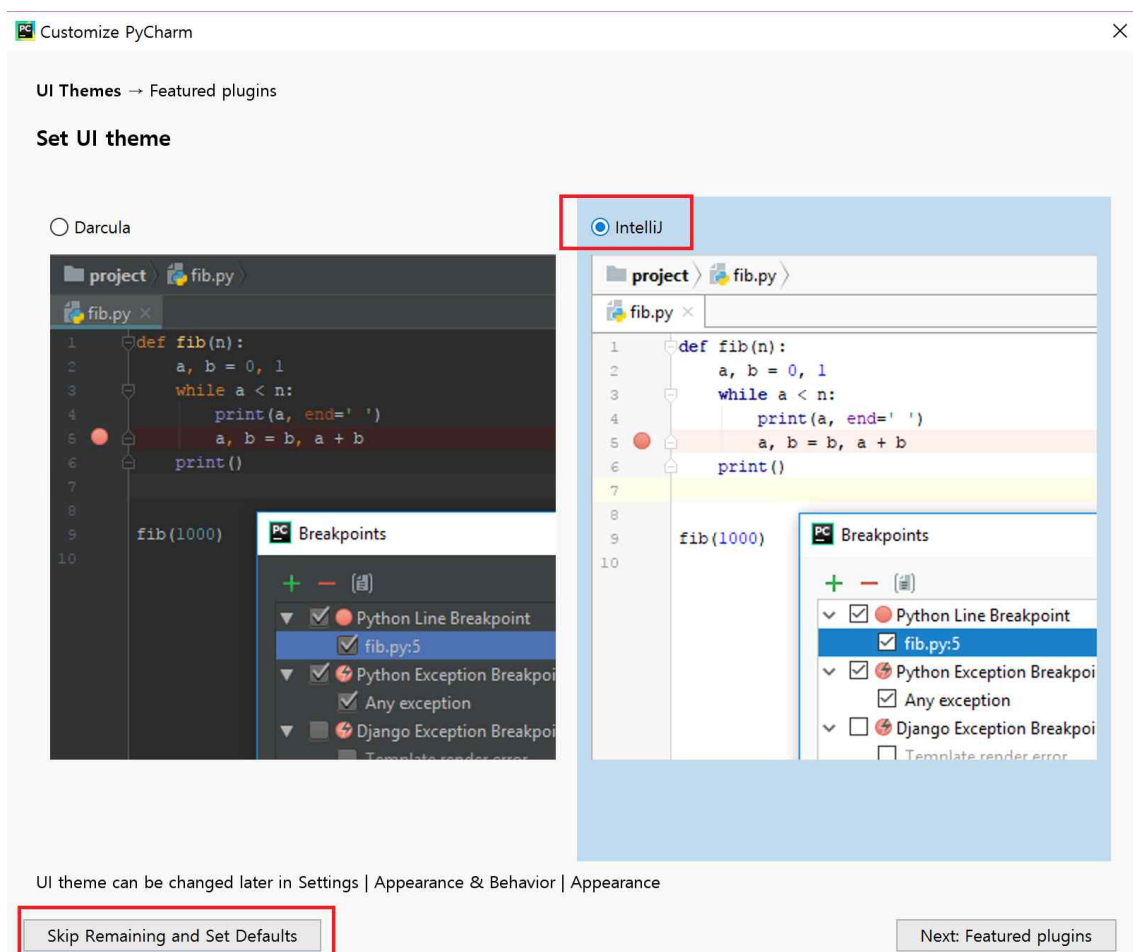 Customize PyCharm
UI Themes → Featured plugins
Set UI theme
Darcula
project fib.py
fib.py
1 def fib(n):
2 a, b = 0, 1
3 while a < n:
4 print(a, end=' ')
5 a, b = b, a + b
6 print()
7
8
9 fib(1000)
10
PC Breakpoints
Python Line Breakpoint
fib.py:5
Python Exception Breakpoi
Any exception
Django Exception Breakpoi
Template render error
IntelliJ
project fib.py
fib.py
1 def fib(n):
2 a, b = 0, 1
3 while a < n:
4 print(a, end=' ')
5 a, b = b, a + b
6 print()
7
8
9 fib(1000)
10
PC Breakpoints
Python Line Breakpoint
fib.py:5
Python Exception Breakpoi
Any exception
Django Exception Breakpoi
Template render error
UI theme can be changed later in Settings | Appearance & Behavior | Appearance
Skip Remaining and Set Defaults
Next: Featured plugins